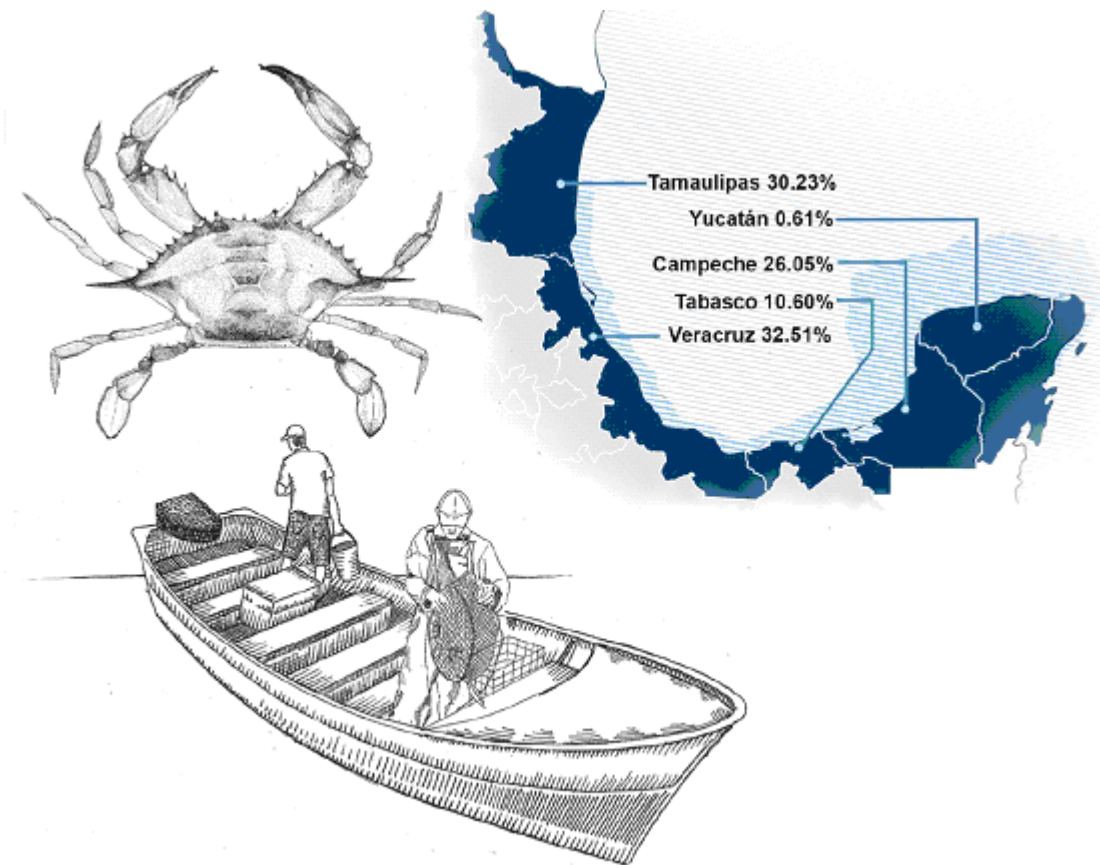 Tamaulipas 30.23%
Yucatán 0.61%
Campeche 26.05%
Tabasco 10.60%
Veracruz 32.51%